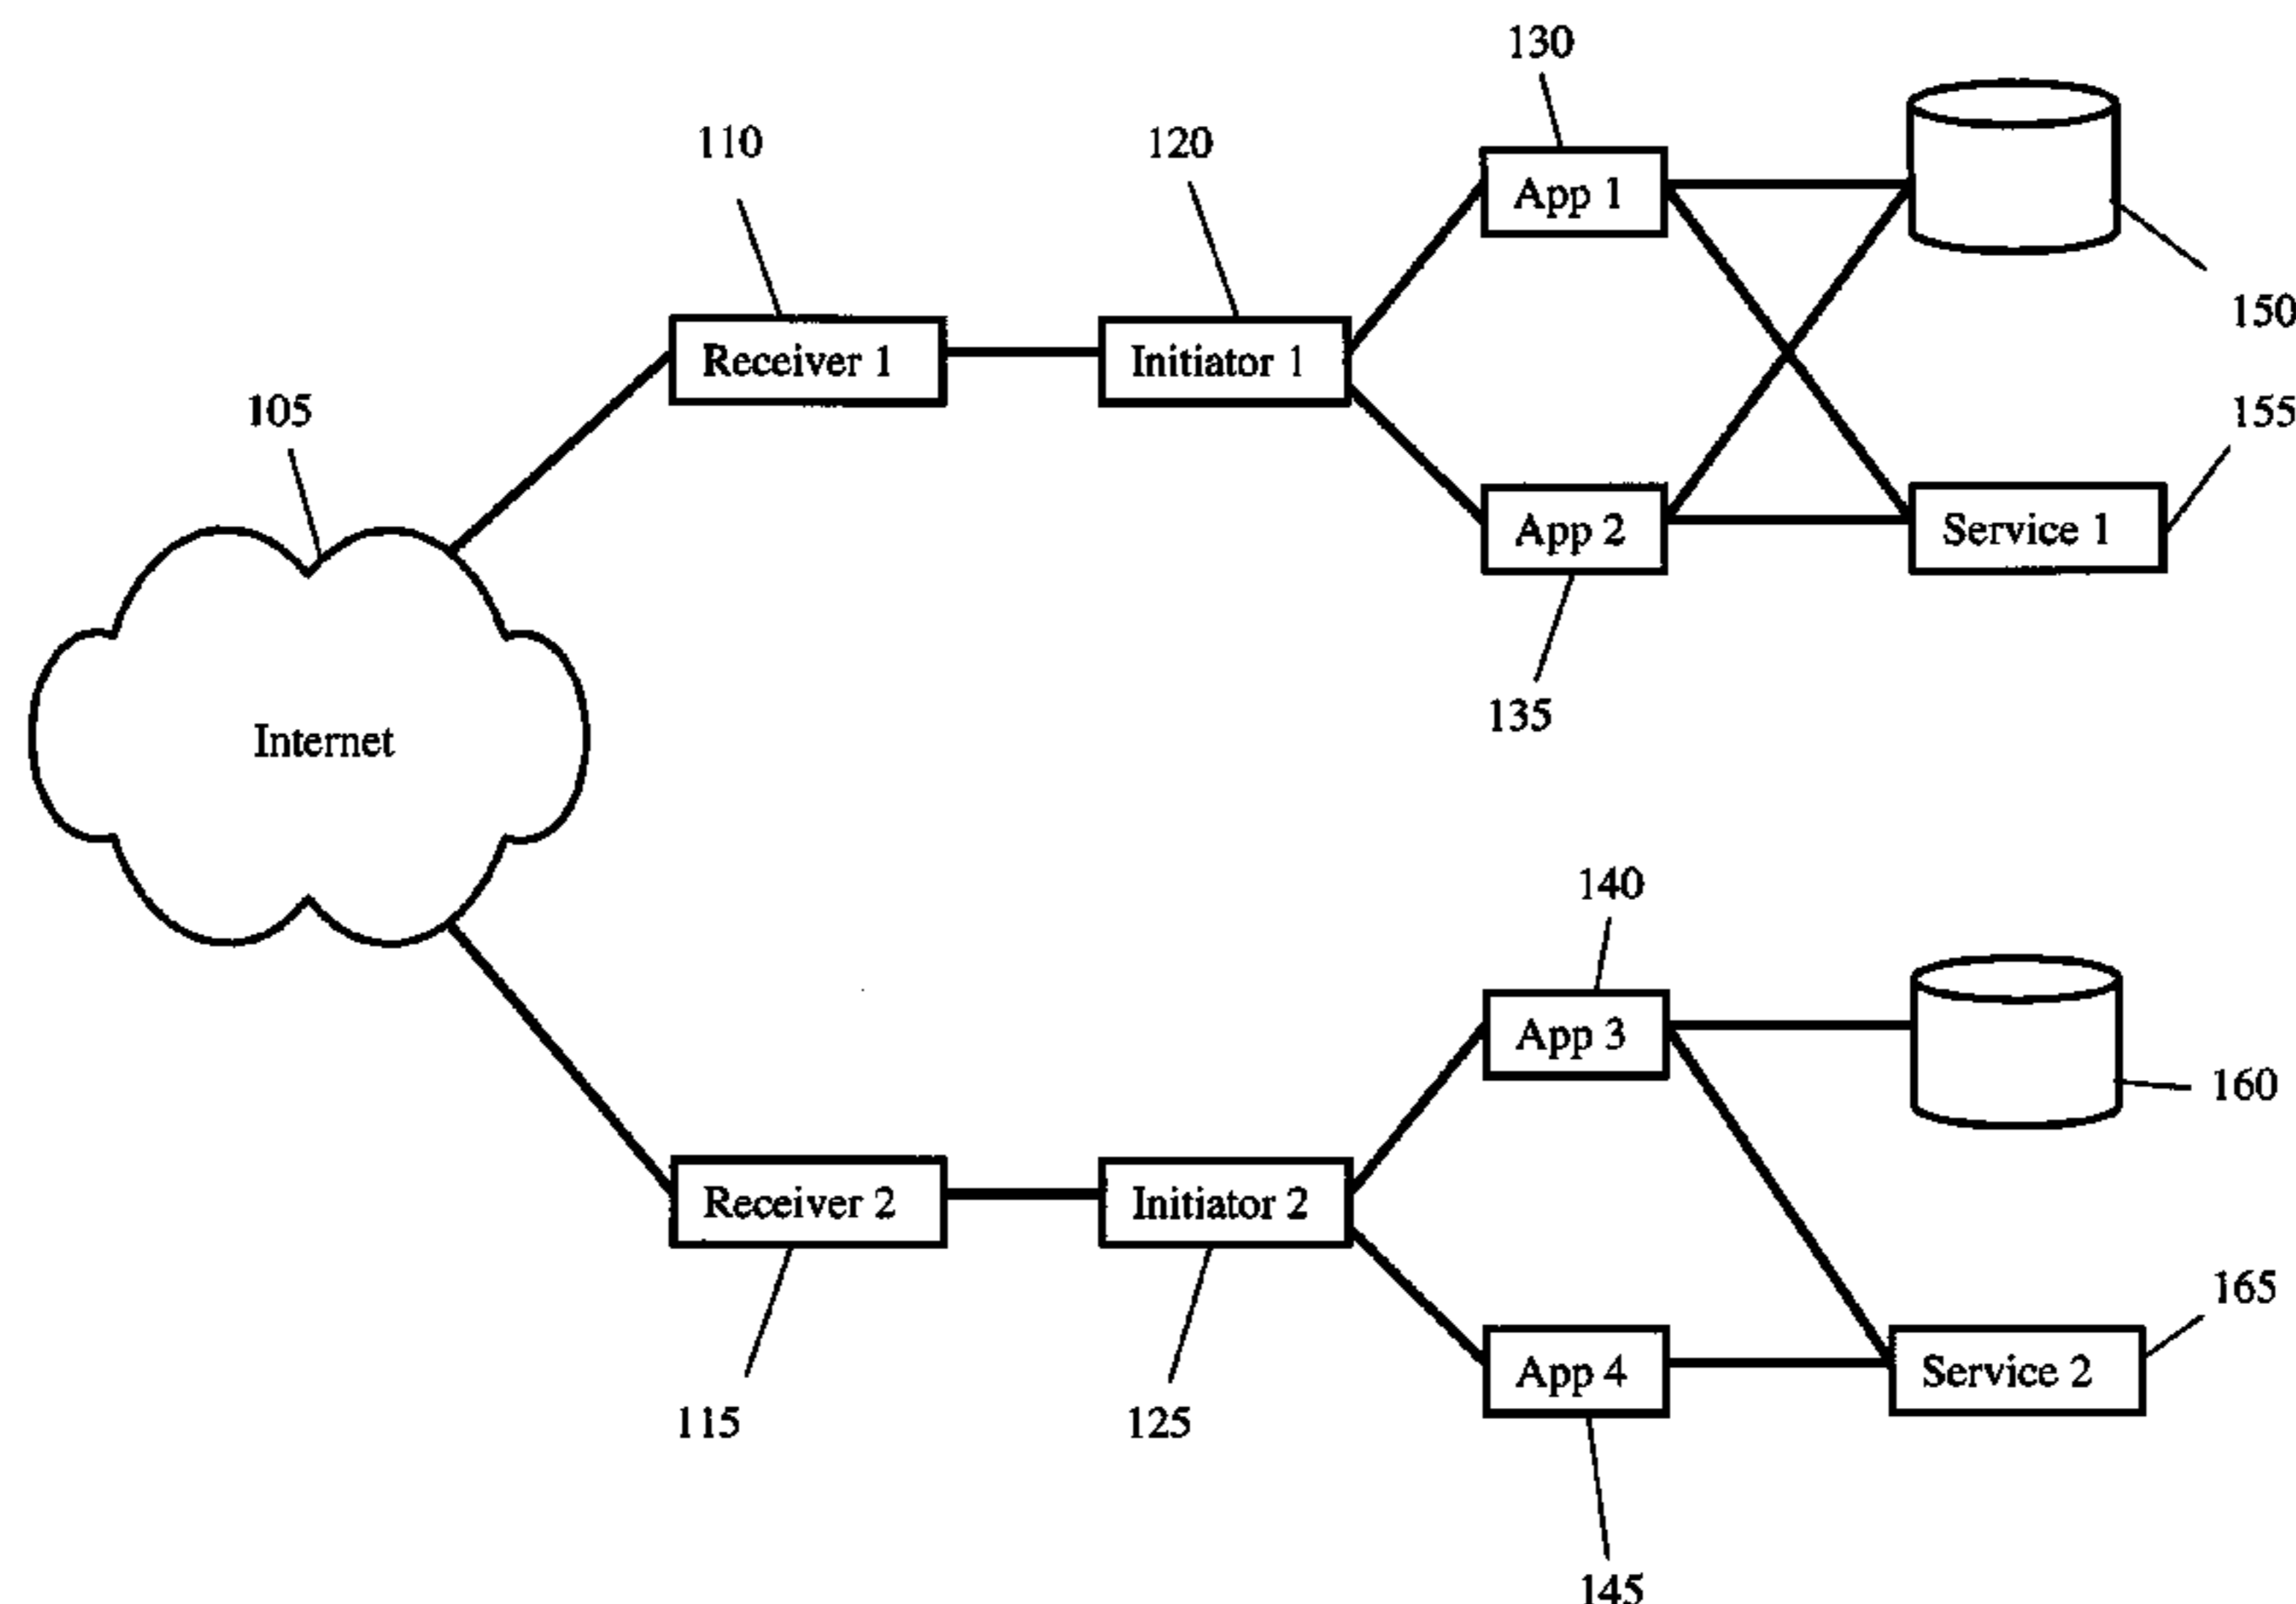 130
110
120
App 1
150
Receiver 1
Initiator 1
105
155
App 2
Service 1
135
Internet
140
App 3
160
Receiver 2
Initiator 2
165
App 4
Service 2
115
125
145